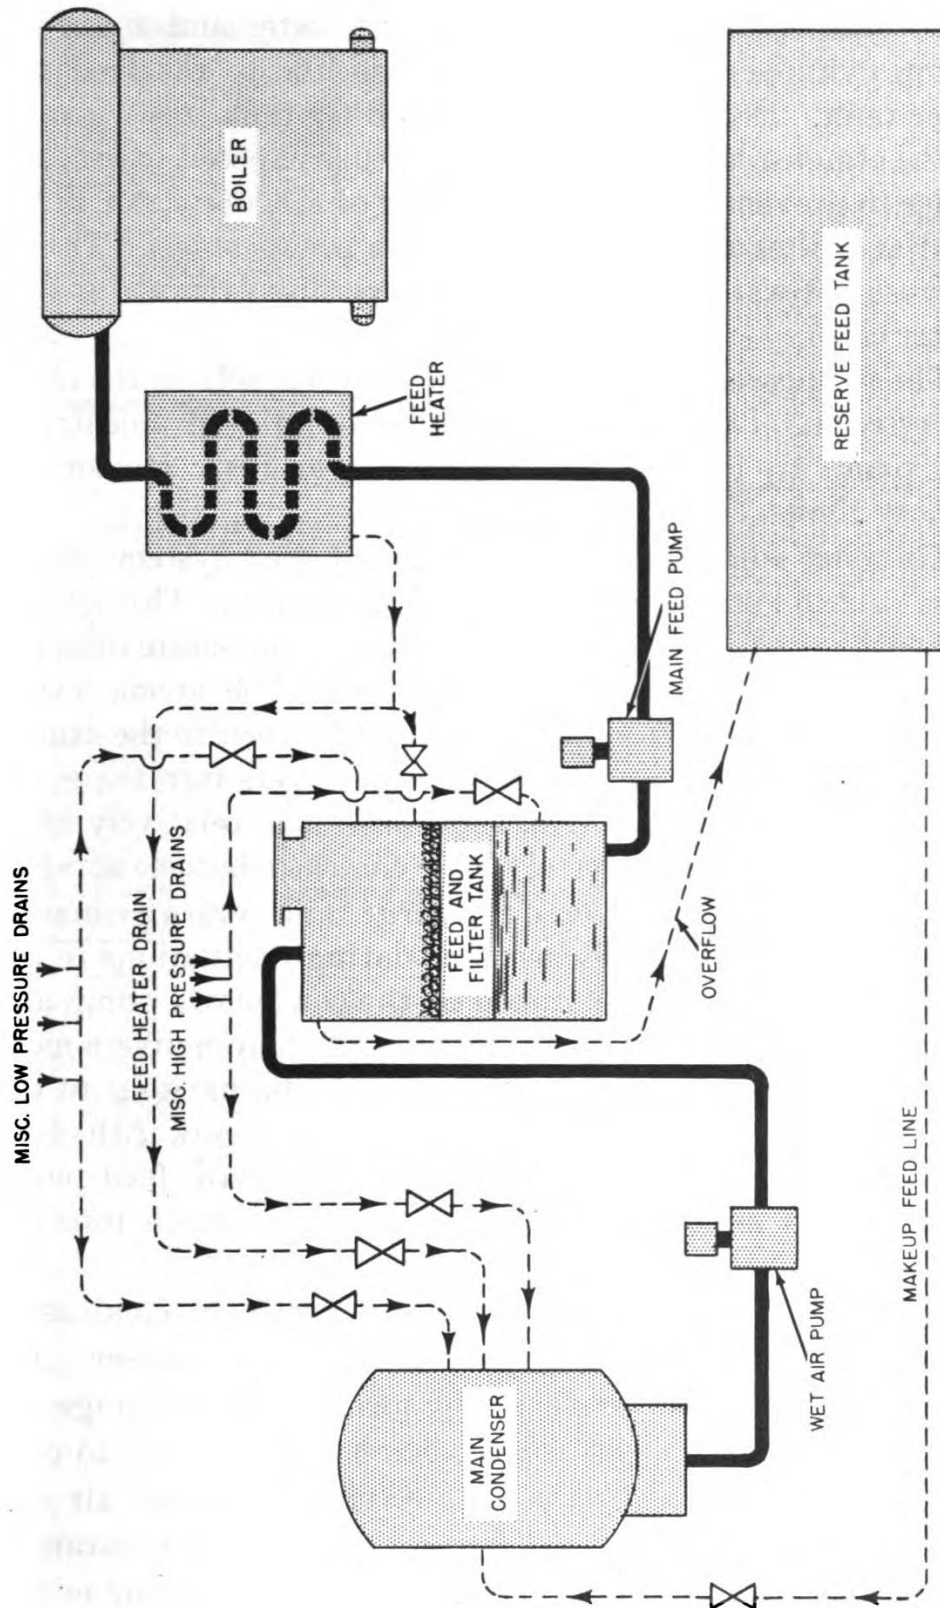 MISC. LOW PRESSURE DRAINS
FEED HEATER DRAIN
MISC. HIGH PRESSURE DRAINS
MAIN
CONDENSER
WET AIR PUMP
MAKEUP FEED LINE
FEED AND
FILTER TANK
OVERFLOW
MAIN FEED PUMP
FEED
HEATER
BOILER
RESERVE FEED TANK